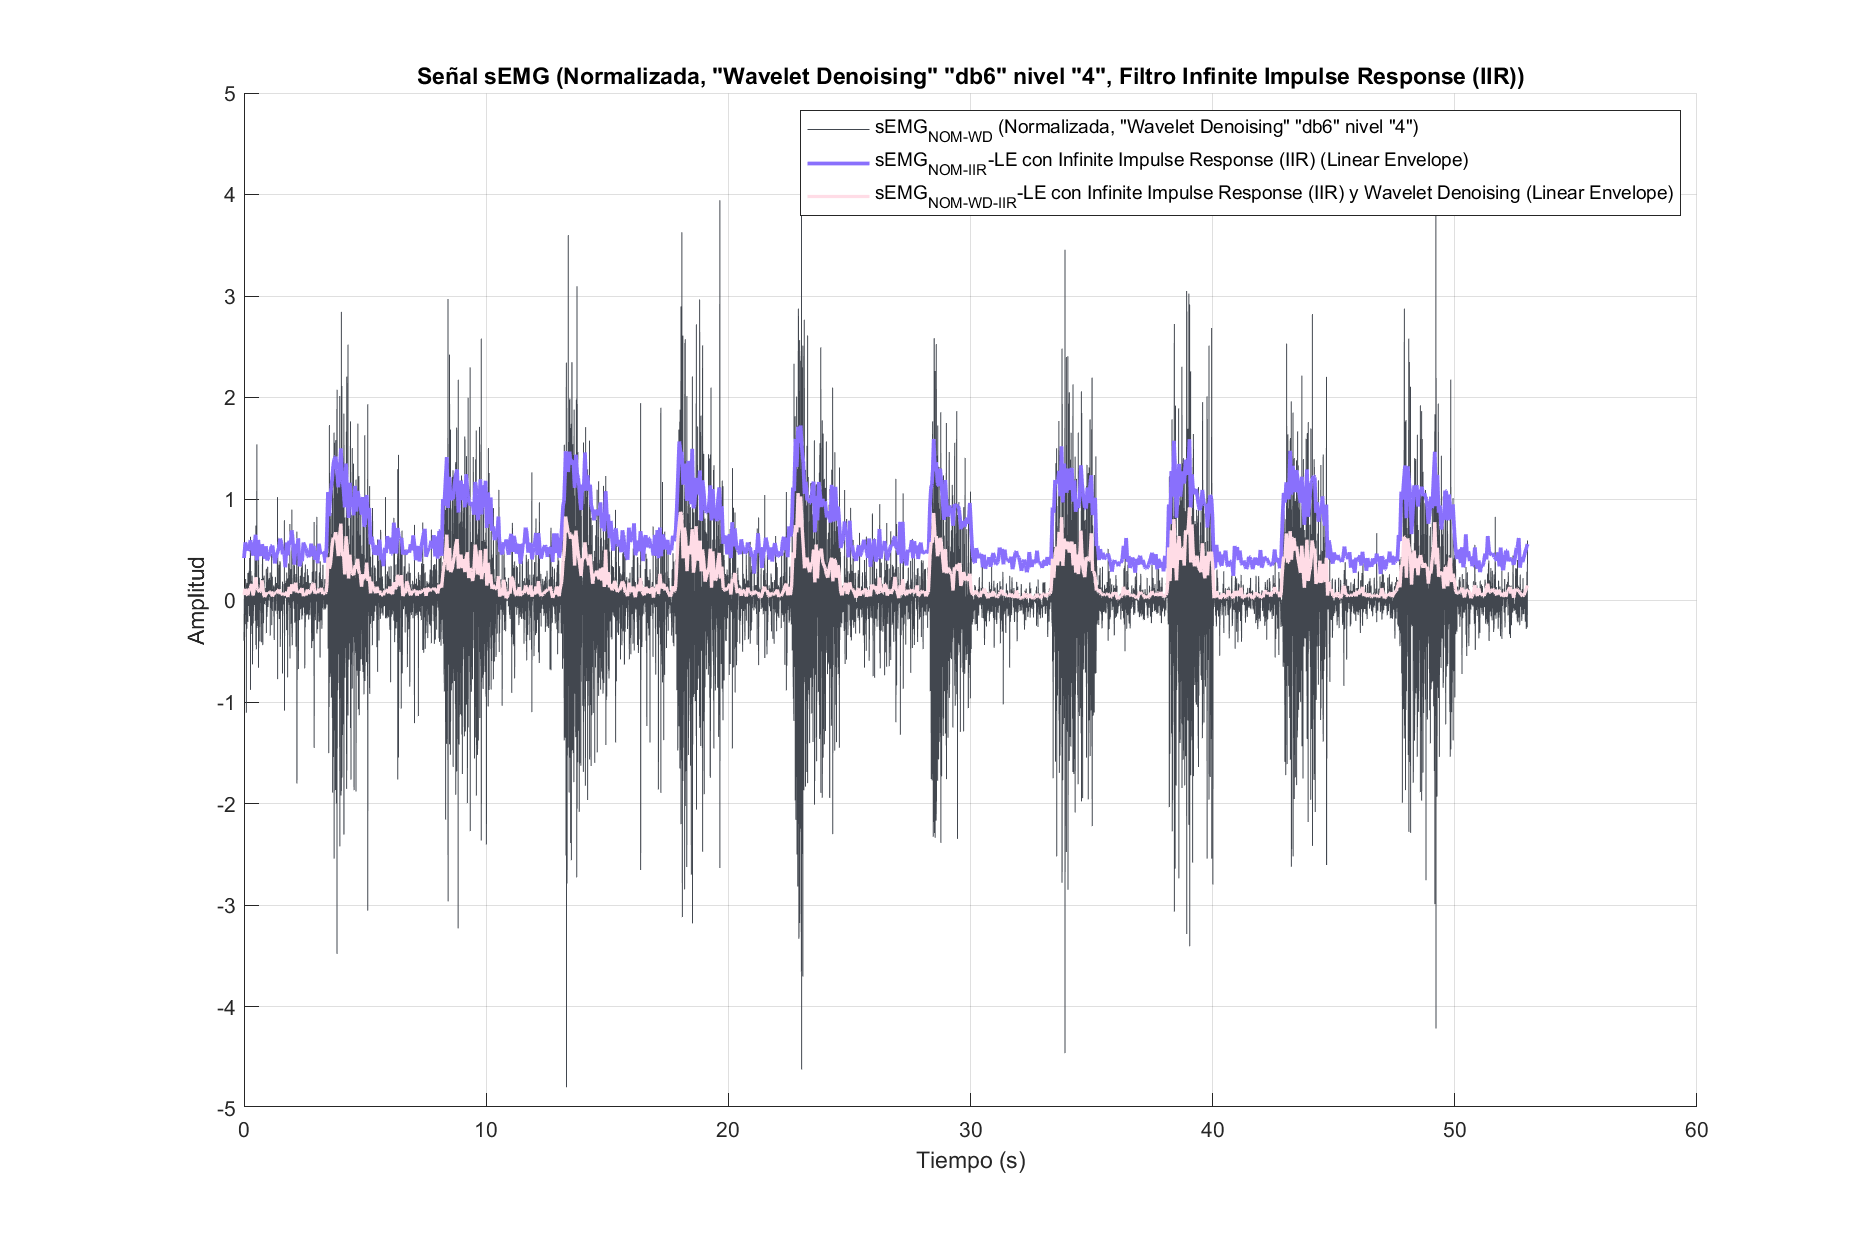 Señal sEMG (Normalizada, "Wavelet Denoising" "db6" nivel "4", Filtro Infinite Impulse Response (IIR))
sEMGNOM-WD (Normalizada, "Wavelet Denoising" "db6" nivel "4")
sEMGNOM-IIR-LE con Infinite Impulse Response (IIR) (Linear Envelope)
sEMGNOM-WD-IIR-LE con Infinite Impulse Response (IIR) y Wavelet Denoising (Linear Envelope)
Amplitud
5
4
3
2
1
0
-1
-2
-3
-4
-5
0 10 20 30 40 50 60
Tiempo (s)